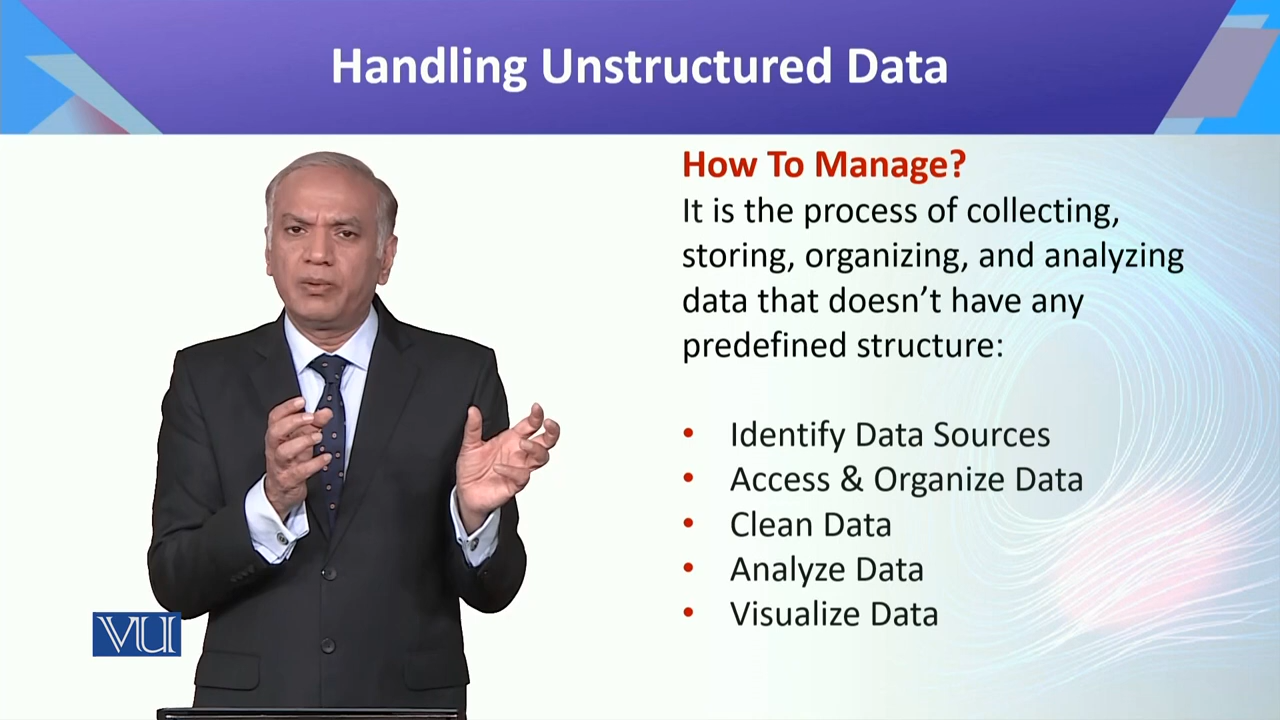 Handling Unstructured Data
How To Manage?
It is the process of collecting,
storing, organizing, and analyzing
data that doesn’t have any
predefined structure:
• Identify Data Sources
• Access & Organize Data
• Clean Data
• Analyze Data
• Visualize Data
VU